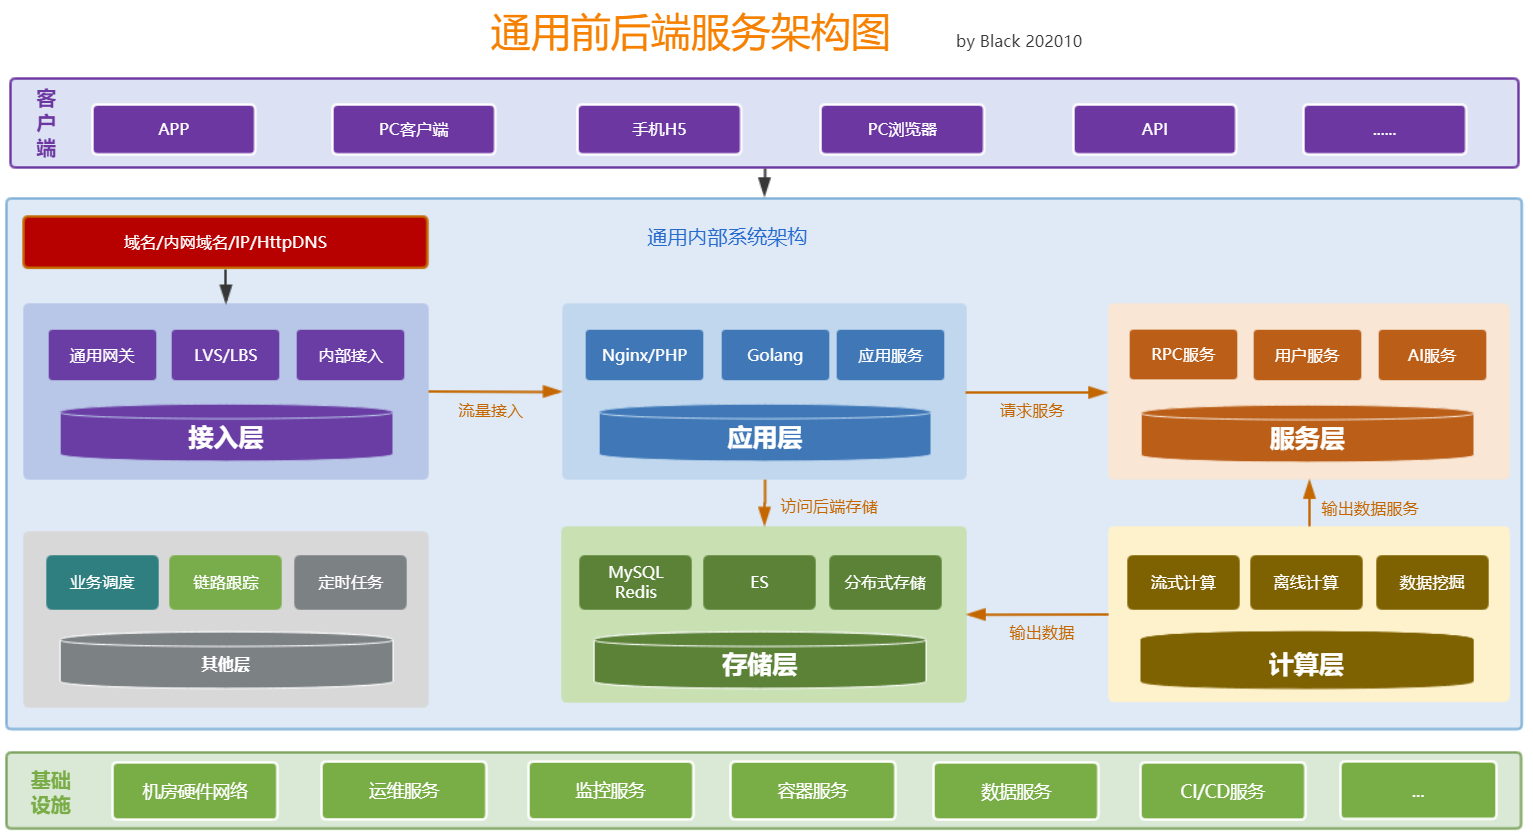 通用前后端服务架构图
by Black 202010
客
户
端
APP
PC客户端
手机H5
PC浏览器
API
......
域名/内网域名/IP/HttpDNS
通用内部系统架构
通用网关
LVS/LBS
内部接入
接入层
流量接入
Nginx/PHP
Golang
应用服务
应用层
请求服务
RPC服务
用户服务
AI服务
服务层
访问后端存储
输出数据服务
业务调度
链路跟踪
定时任务
其他层
MySQL
Redis
ES
分布式存储
存储层
输出数据
流式计算
离线计算
数据挖掘
计算层
基础
设施
机房硬件网络
运维服务
监控服务
容器服务
数据服务
CI/CD服务
...